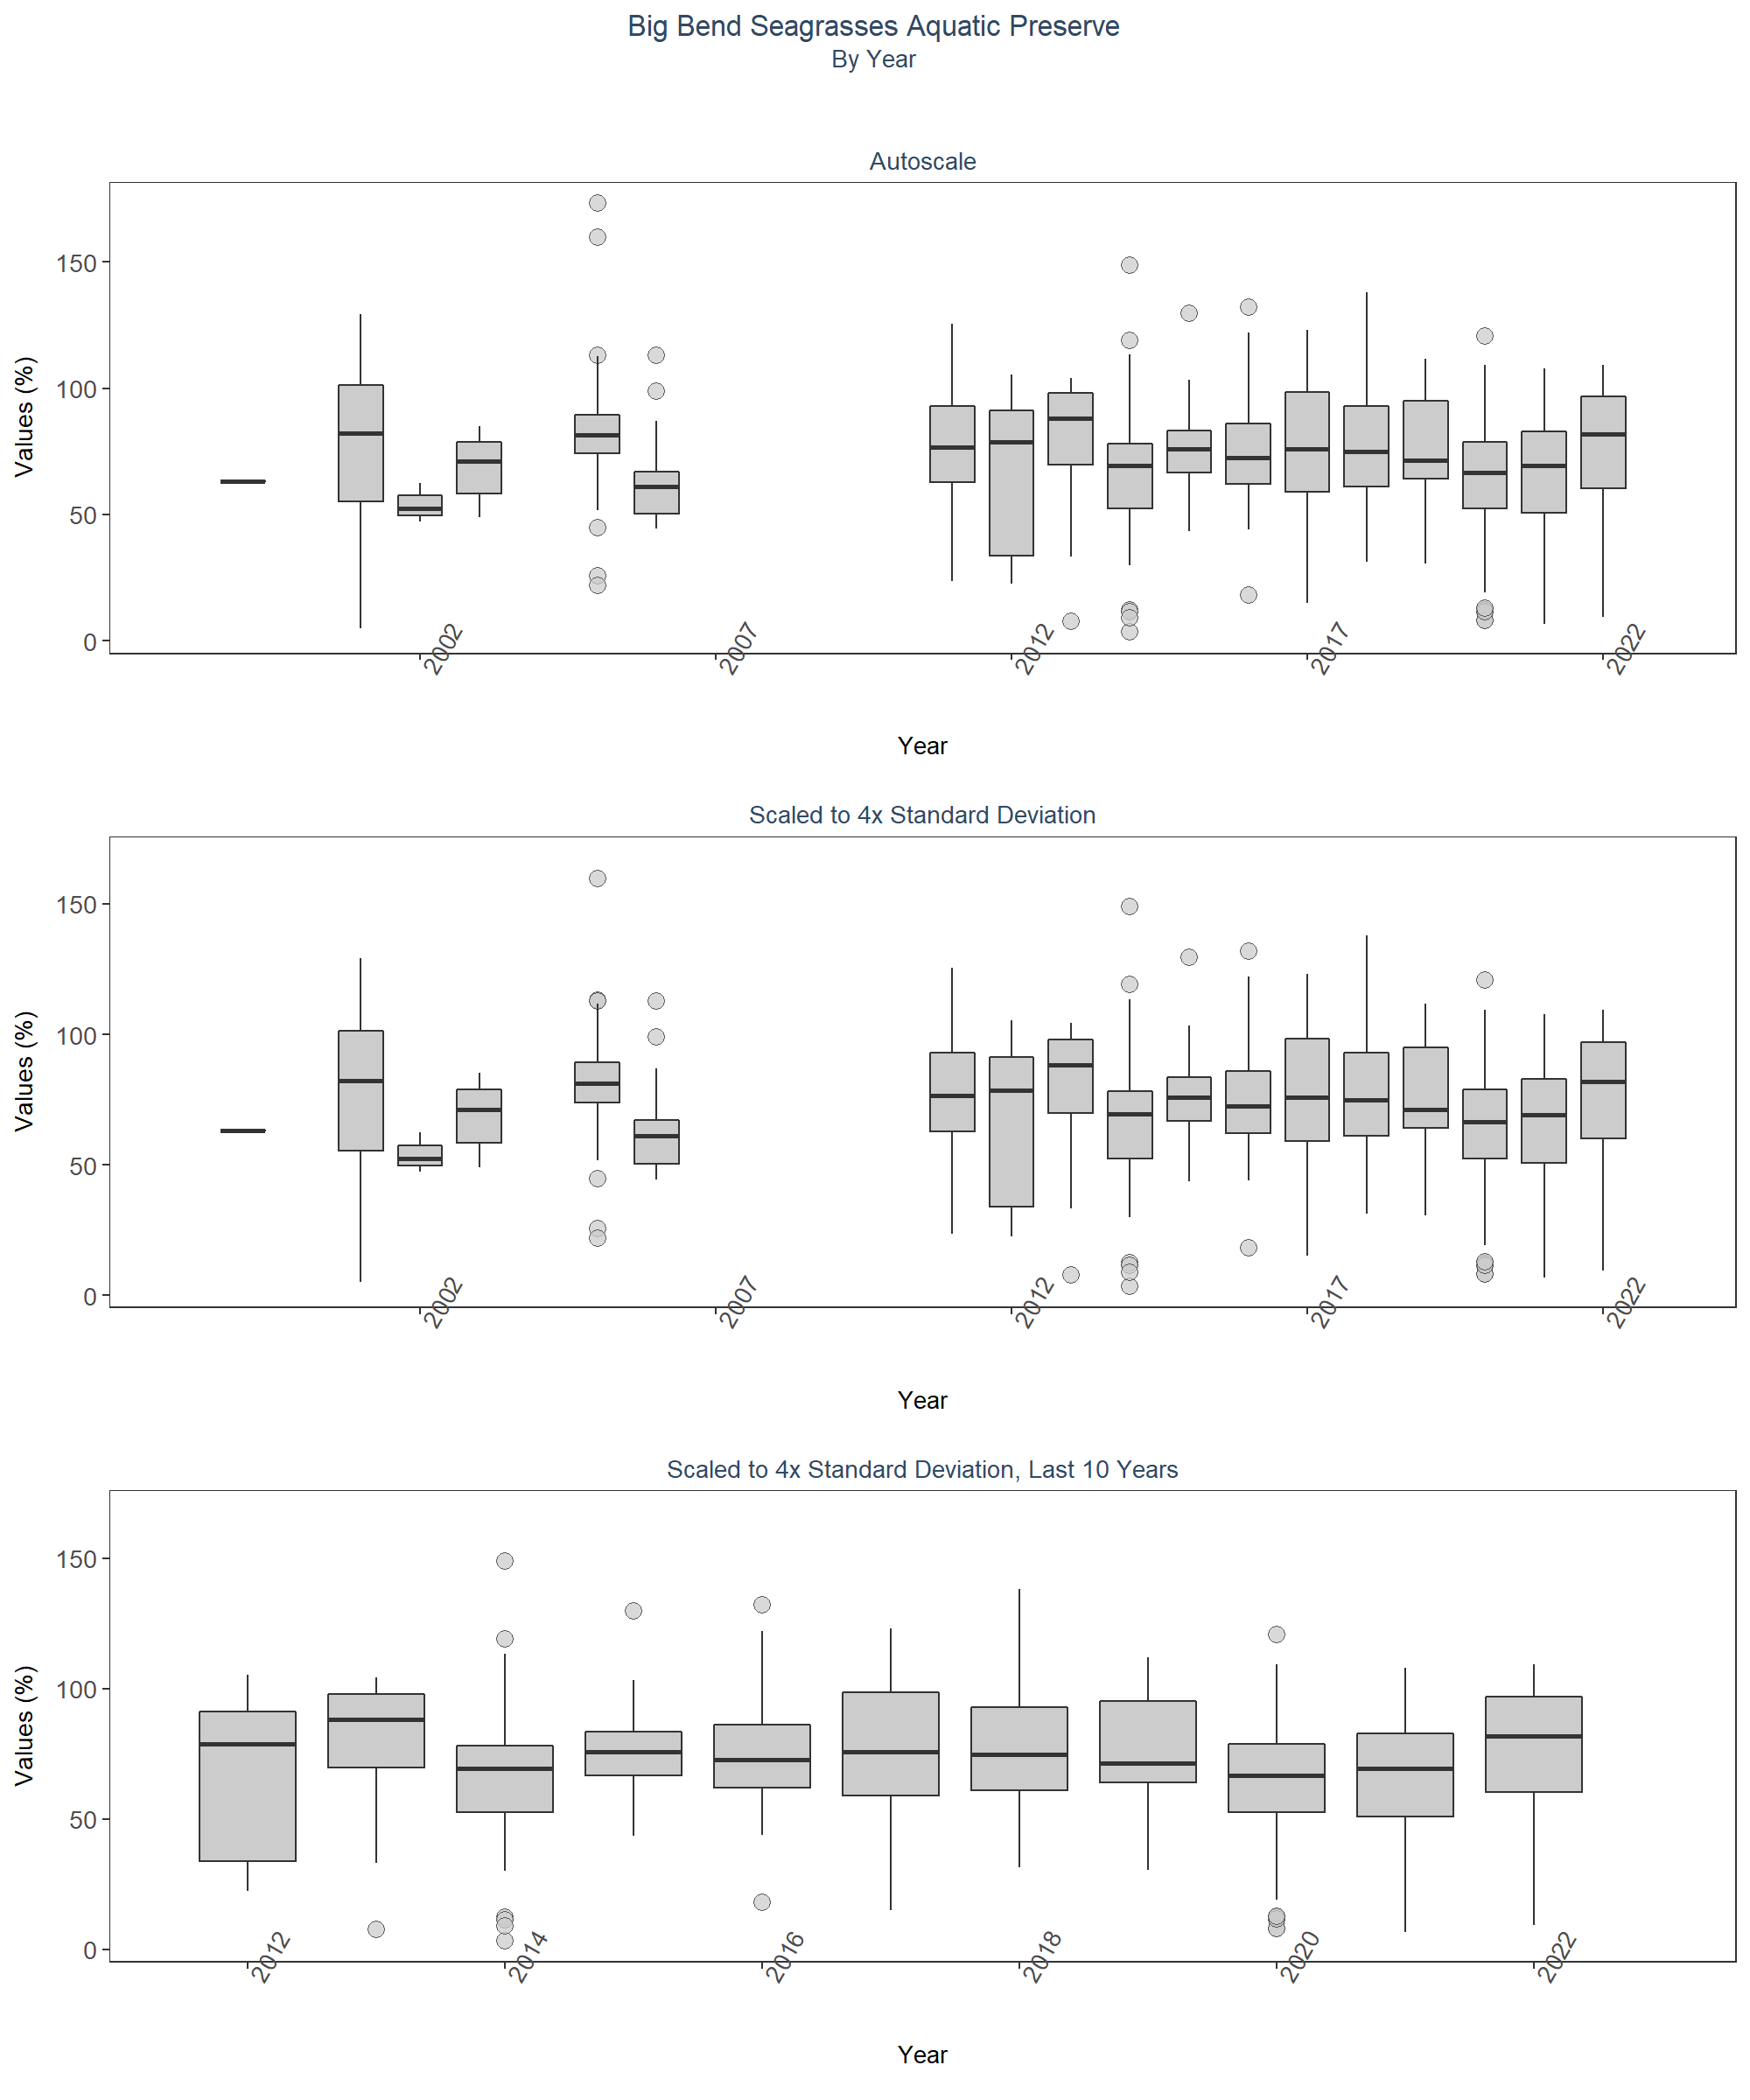 Big Bend Seagrasses Aquatic Preserve
By Year
Autoscale
Values (%)
150
100
50
0
2002 2007 2012 2017 2022
Year
Scaled to 4x Standard Deviation
Values (%)
150
100
50
0
2002 2007 2012 2017 2022
Year
Scaled to 4x Standard Deviation, Last 10 Years
Values (%)
150
100
50
0
2012 2014 2016 2018 2020 2022
Year